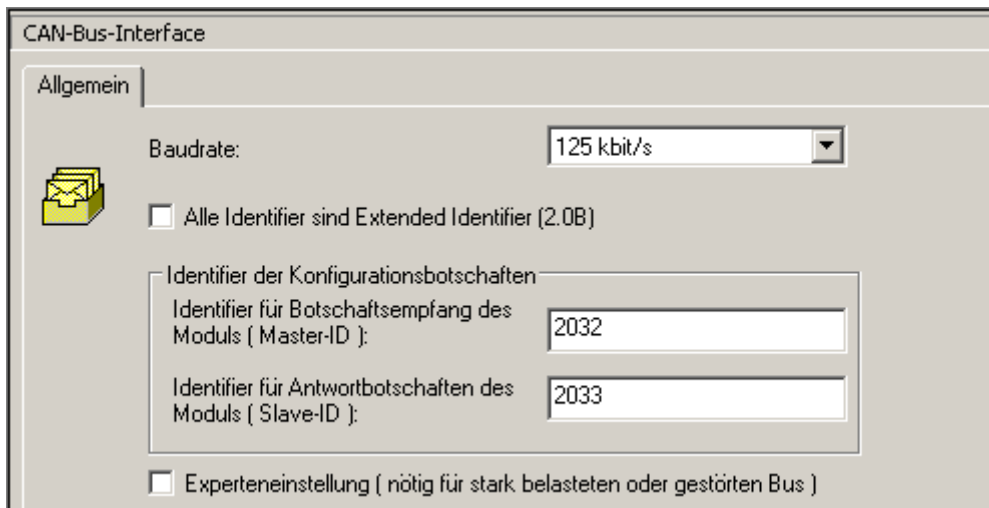 CAN-Bus-Interface
Allgemein
Baudrate:
125 kbit/s
Alle Identifier sind Extended Identifier (2.0B)
Identifier der Konfigurationsbotschaften
Identifier für Botschaftsempfang des
Moduls ( Master-ID ):
2032
Identifier für Antwortbotschaften des
Moduls ( Slave-ID ):
2033
Experteneinstellung ( nötig für stark belasteten oder gestörten Bus )